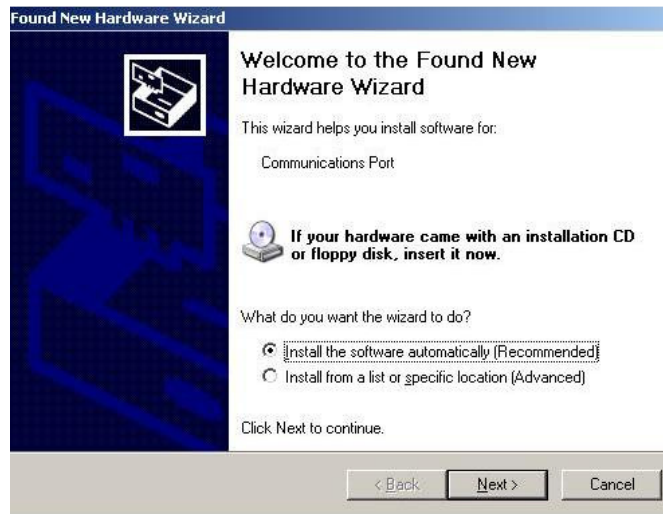 Found New Hardware Wizard
Welcome to the Found New
Hardware Wizard
This wizard helps you install software for:
Communications Port
If your hardware came with an installation CD
or floppy disk, insert it now.
What do you want the wizard to do?
Install the software automatically (Recommended)
Install from a list or specific location (Advanced)
Click Next to continue.
< Back
Next >
Cancel